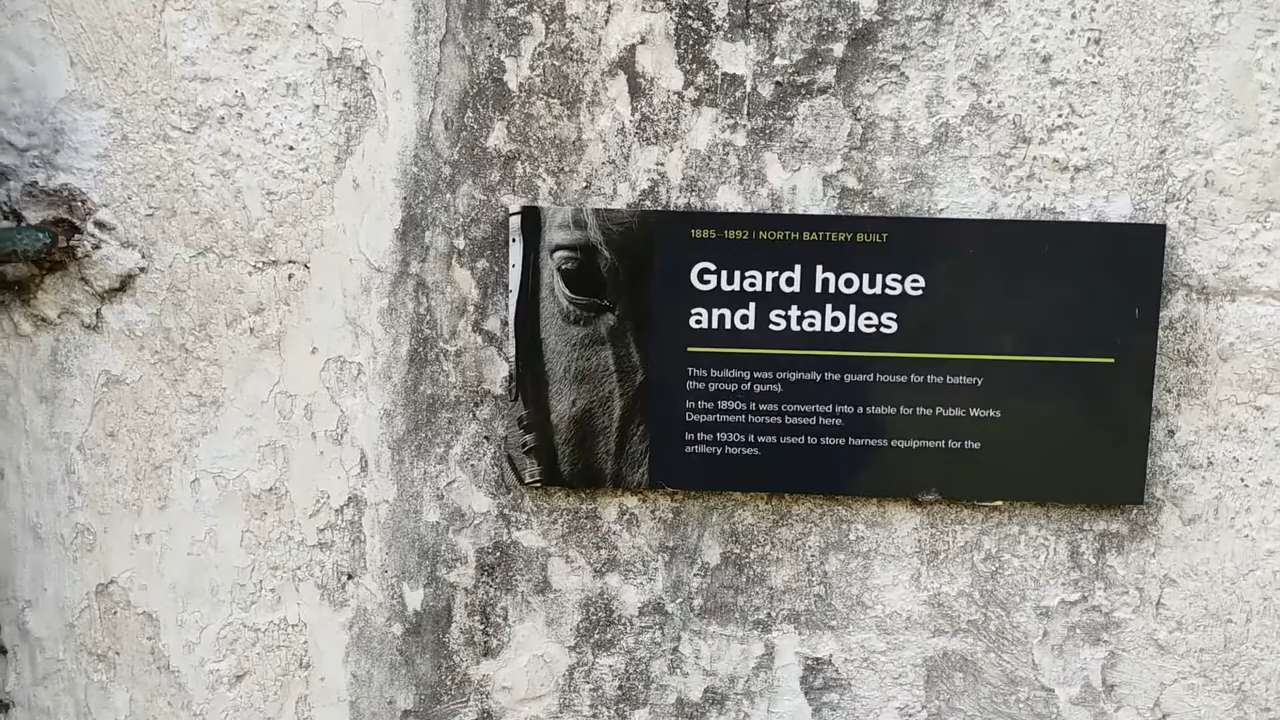 1885–1892 | NORTH BATTERY BUILT
Guard house
and stables
This building was originally the guard house for the battery
(the group of guns).
In the 1890s it was converted into a stable for the Public Works
Department horses based here.
In the 1930s it was used to store harness equipment for the
artillery horses.